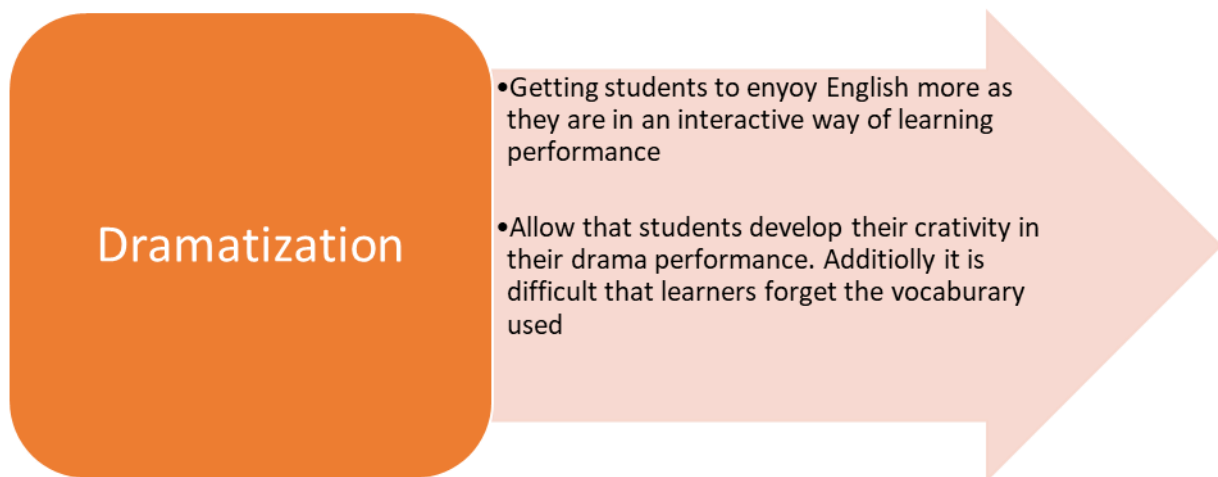 Dramatization
•Getting students to enyoy English more as
they are in an interactive way of learning
performance
•Allow that students develop their crativity in
their drama performance. Additiolly it is
difficult that learners forget the vocaburary
used